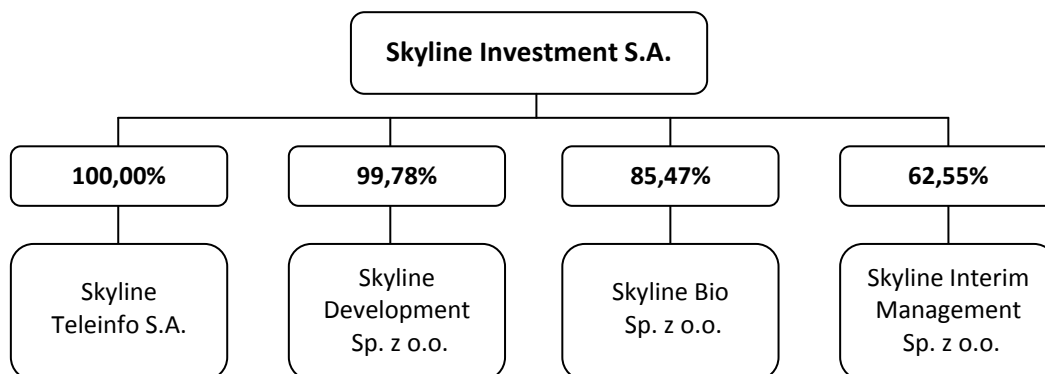 Skyline Investment S.A.
100,00%
99,78%
85,47%
62,55%
Skyline
Teleinfo S.A.
Skyline
Development
Sp. z o.o.
Skyline Bio
Sp. z o.o.
Skyline Interim
Management
Sp. z o.o.